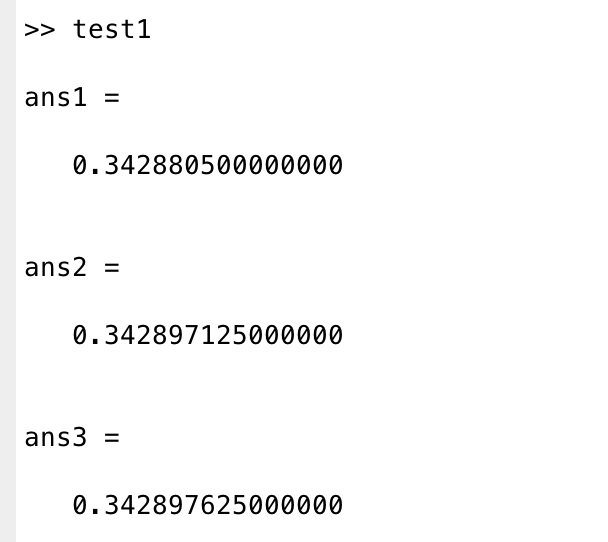 >> test1
ans1 =
0.342880500000000
ans2 =
0.342897125000000
ans3 =
0.342897625000000